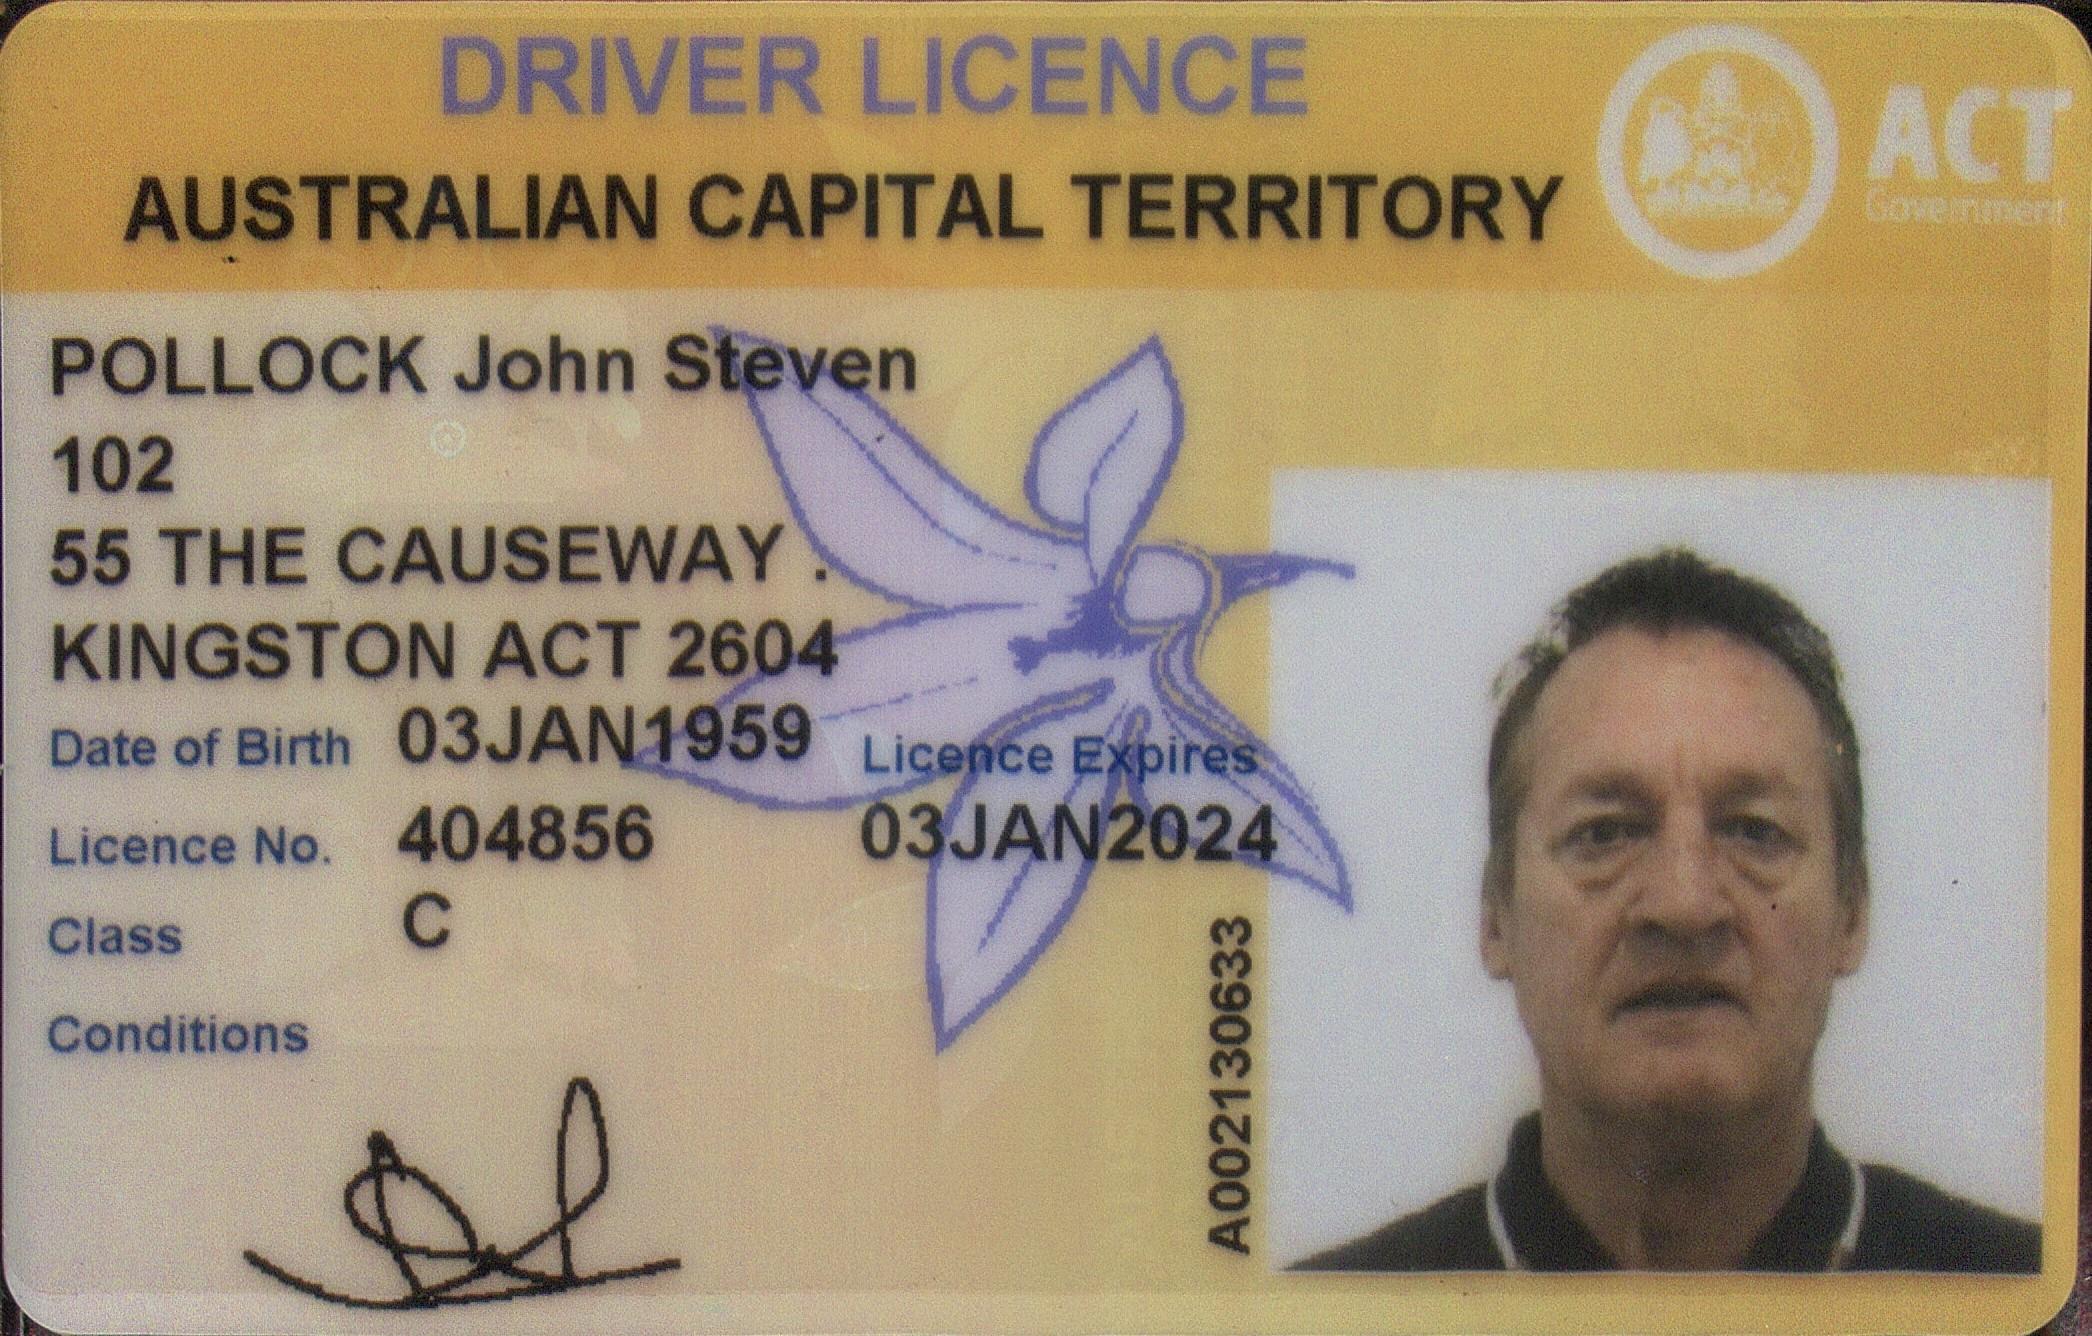 DRIVER LICENCE
AUSTRALIAN CAPITAL TERRITORY
ACT
Government
POLLOCK John Steven
102
55 THE CAUSEWAY .
KINGSTON ACT 2604
Date of Birth 03JAN1959
Licence Expires
Licence No. 404856
03JAN2024
Class C
Conditions
A002130633